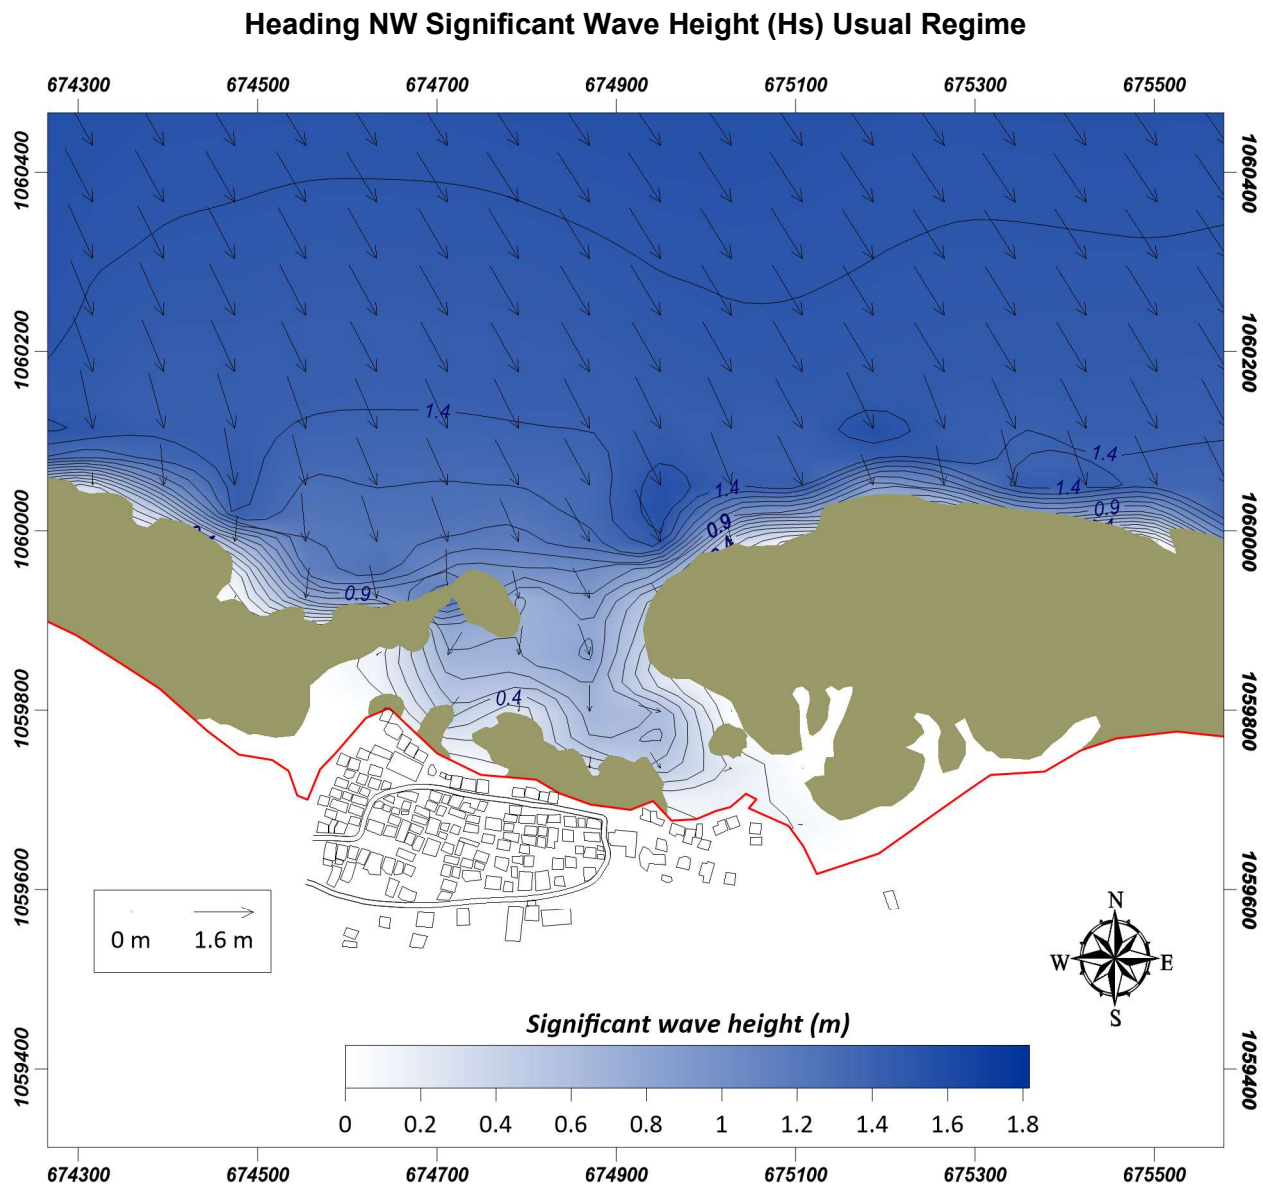 Heading NW Significant Wave Height (Hs) Usual Regime
674300 674500 674700 674900 675100 675300 675500
1060400 1060400
1060200 1060200
1.4
1.4
1.4 1.4
0.9 0.9
1060000 1060000
0.9
0.4
1059800 1059800
1059600 1059600
N
0 m 1.6 m
W E
S
Significant wave height (m)
1059400 1059400
0 0.2 0.4 0.6 0.8 1 1.2 1.4 1.6 1.8
674300 674500 674700 674900 675100 675300 675500